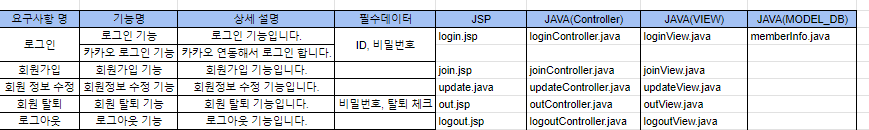 요구사항 명 기능명 상세 설명 필수데이터 JSP JAVA(Controller) JAVA(VIEW) JAVA(MODEL_DB)
로그인 로그인 기능 로그인 기능입니다. ID, 비밀번호 login.jsp loginController.java loginView.java memberInfo.java
카카오 로그인 기능 카카오 연동해서 로그인 합니다.
회원가입 회원가입 기능 회원가입 기능입니다. join.jsp joinController.java joinView.java
회원 정보 수정 회원정보 수정 기능 회원정보 수정 기능입니다. update.java updateController.java updateView.java
회원 탈퇴 회원 탈퇴 기능 회원 탈퇴 기능입니다. 비밀번호, 탈퇴 체크 out.jsp outController.java outView.java
로그아웃 로그아웃 기능 로그아웃 기능입니다. logout.jsp logoutController.java logoutView.java